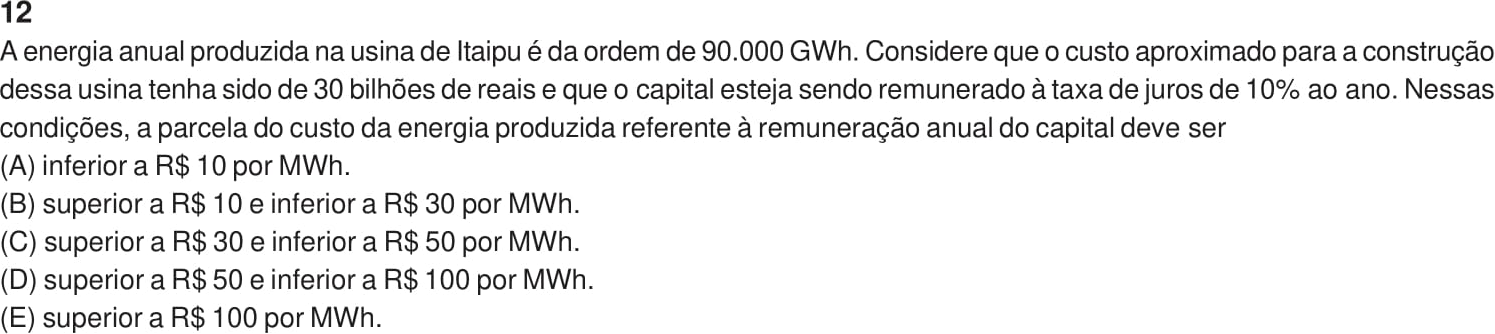 12
A energia anual produzida na usina de Itaipu é da ordem de 90.000 GWh. Considere que o custo aproximado para a construção
dessa usina tenha sido de 30 bilhões de reais e que o capital esteja sendo remunerado à taxa de juros de 10% ao ano. Nessas
condições, a parcela do custo da energia produzida referente à remuneração anual do capital deve ser
(A) inferior a R$ 10 por MWh.
(B) superior a R$ 10 e inferior a R$ 30 por MWh.
(C) superior a R$ 30 e inferior a R$ 50 por MWh.
(D) superior a R$ 50 e inferior a R$ 100 por MWh.
(E) superior a R$ 100 por MWh.